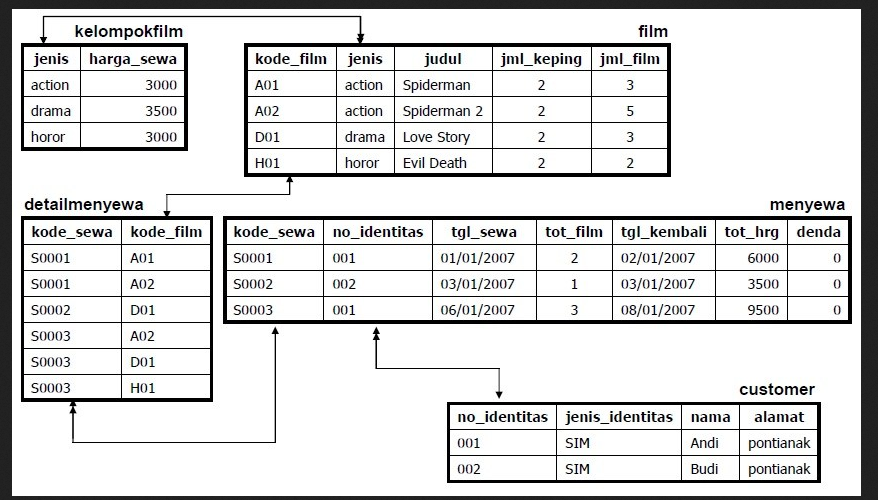 kelompokfilm
jenis harga_sewa
action 3000
drama 3500
horor 3000
film
kode_film jenis judul jml_keping jml_film
A01 action Spiderman 2 3
A02 action Spiderman 2 2 5
D01 drama Love Story 2 3
H01 horor Evil Death 2 2
detailmenyewa
kode_sewa kode_film
S0001 A01
S0001 A02
S0002 D01
S0003 A02
S0003 D01
S0003 H01
menyewa
kode_sewa no_identitas tgl_sewa tot_film tgl_kembali tot_hrg denda
S0001 001 01/01/2007 2 02/01/2007 6000 0
S0002 002 03/01/2007 1 03/01/2007 3500 0
S0003 001 06/01/2007 3 08/01/2007 9500 0
customer
no_identitas jenis_identitas nama alamat
001 SIM Andi pontianak
002 SIM Budi pontianak